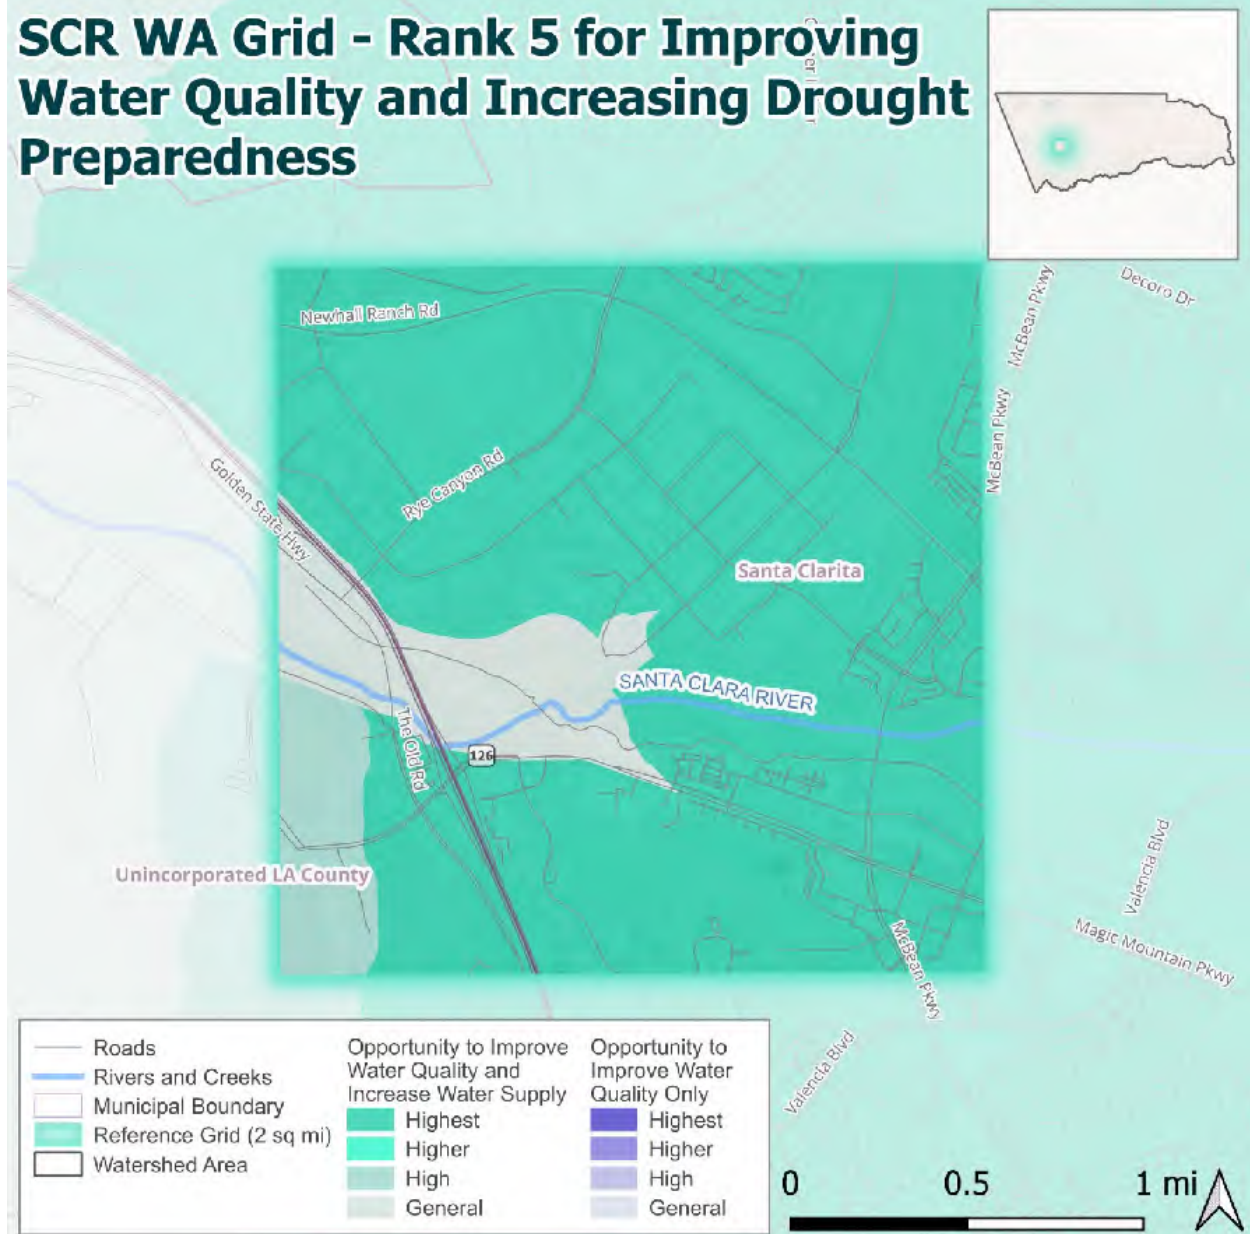 SCR WA Grid - Rank 5 for Improving
Water Quality and Increasing Drought
Preparedness
Decoro Dr
McBean Pkwy
McBean Pkwy
Newhall Ranch Rd
Rye Canyon Rd
Golden State Hwy
Santa Clarita
SANTA CLARA RIVER
The Old Rd
126
Unincorporated LA County
Valencia Blvd
Magic Mountain Pkwy
McBean Pkwy
Valencia Blvd
Roads
Rivers and Creeks
Municipal Boundary
Reference Grid (2 sq mi)
Watershed Area
Opportunity to Improve
Water Quality and
Increase Water Supply
Highest
Higher
High
General
Opportunity to
Improve Water
Quality Only
Highest
Higher
High
General
0 0.5 1 mi